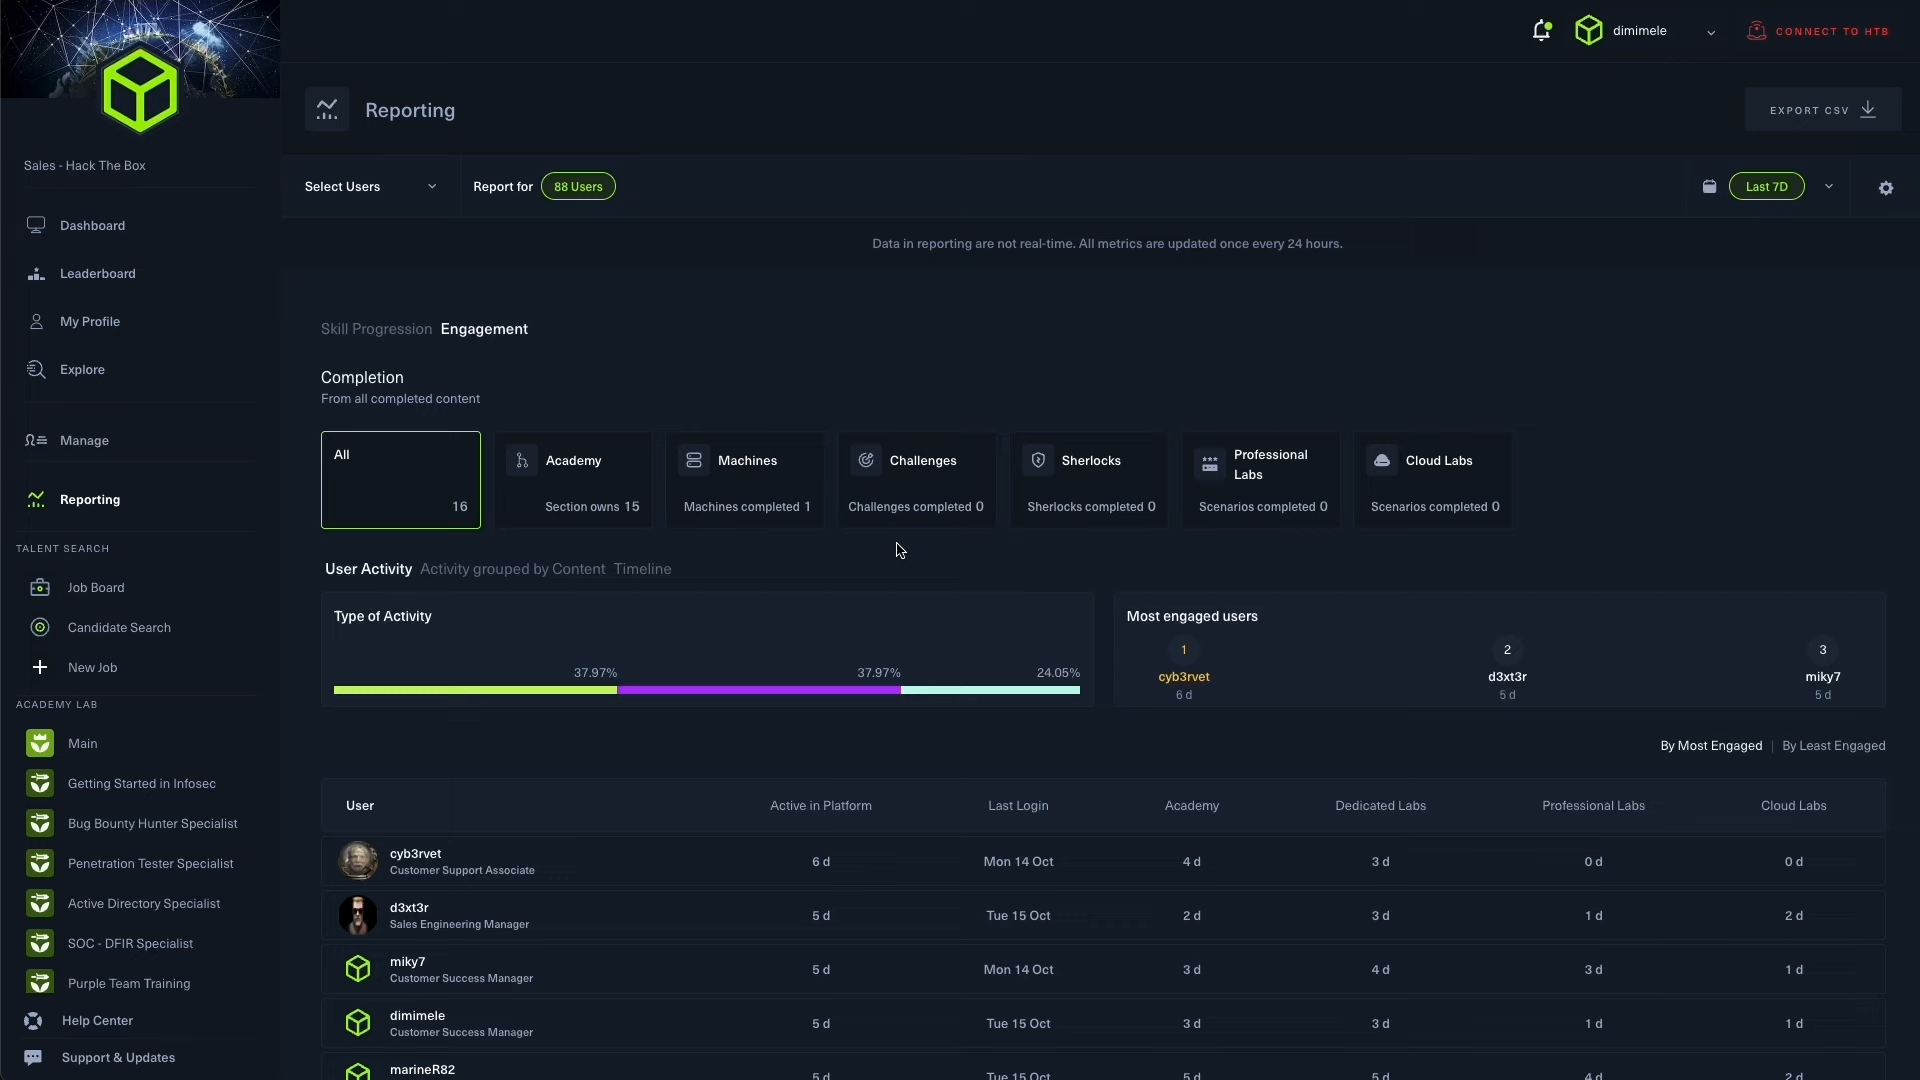 dimimele
CONNECT TO HTB
Reporting
EXPORT CSV
Sales - Hack The Box
Select Users
Report for
88 Users
Last 7D
Dashboard
Data in reporting are not real-time. All metrics are updated once every 24 hours.
Leaderboard
My Profile
Skill Progression Engagement
Explore
Completion
From all completed content
Manage
All
16
Academy
Section owns 15
Machines
Machines completed 1
Challenges
Challenges completed 0
Sherlocks
Sherlocks completed 0
Professional
Labs
Scenarios completed 0
Cloud Labs
Scenarios completed 0
Reporting
TALENT SEARCH
Job Board
Candidate Search
New Job
User Activity Activity grouped by Content Timeline
Type of Activity
37.97% 37.97% 24.05%
Most engaged users
1 2 3
cyb3rvet d3xt3r miky7
6 d 5 d 5 d
ACADEMY LAB
Main
Getting Started in Infosec
Bug Bounty Hunter Specialist
Penetration Tester Specialist
Active Directory Specialist
SOC - DFIR Specialist
Purple Team Training
Help Center
Support & Updates
By Most Engaged | By Least Engaged
User Active in Platform Last Login Academy Dedicated Labs Professional Labs Cloud Labs
cyb3rvet
Customer Support Associate
6 d Mon 14 Oct 4 d 3 d 0 d 0 d
d3xt3r
Sales Engineering Manager
5 d Tue 15 Oct 2 d 3 d 1 d 2 d
miky7
Customer Success Manager
5 d Mon 14 Oct 3 d 4 d 3 d 1 d
dimimele
Customer Success Manager
5 d Tue 15 Oct 3 d 3 d 1 d 1 d
marineR82
5 d Tue 15 Oct 5 d 5 d 4 d 2 d